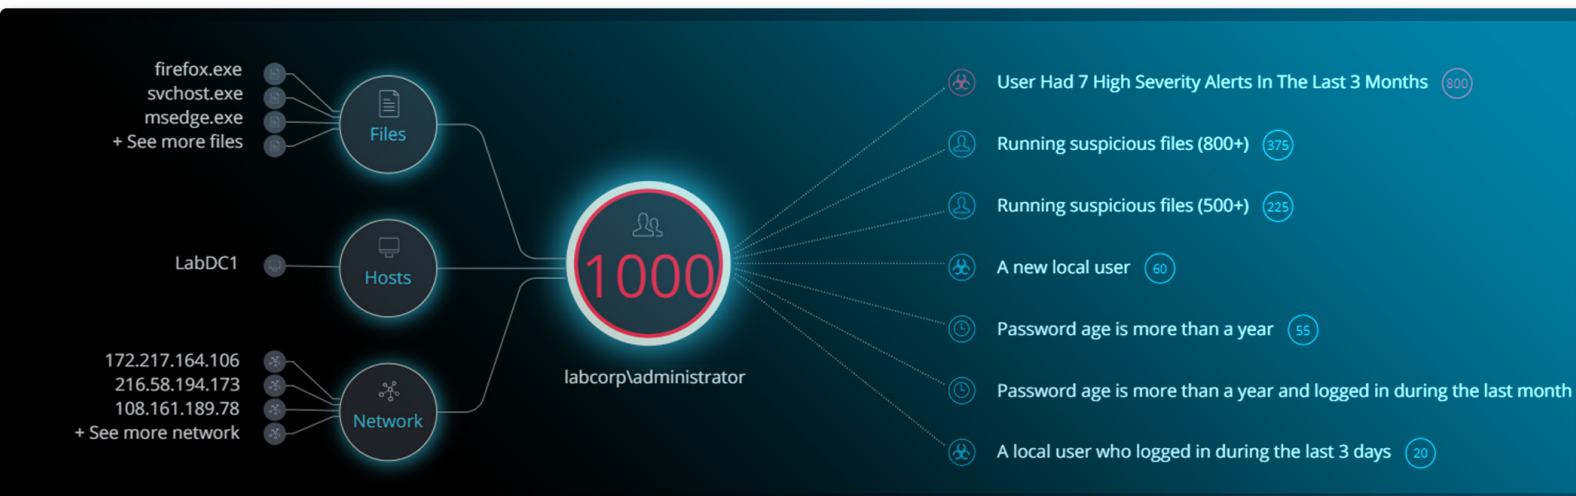 firefox.exe
svchost.exe
msedge.exe
+ See more files
Files
LabDC1
Hosts
172.217.164.106
216.58.194.173
108.161.189.78
+ See more network
Network
1000
labcorp\administrator
User Had 7 High Severity Alerts In The Last 3 Months 800
Running suspicious files (800+) 375
Running suspicious files (500+) 225
A new local user 60
Password age is more than a year 55
Password age is more than a year and logged in during the last month
A local user who logged in during the last 3 days 20